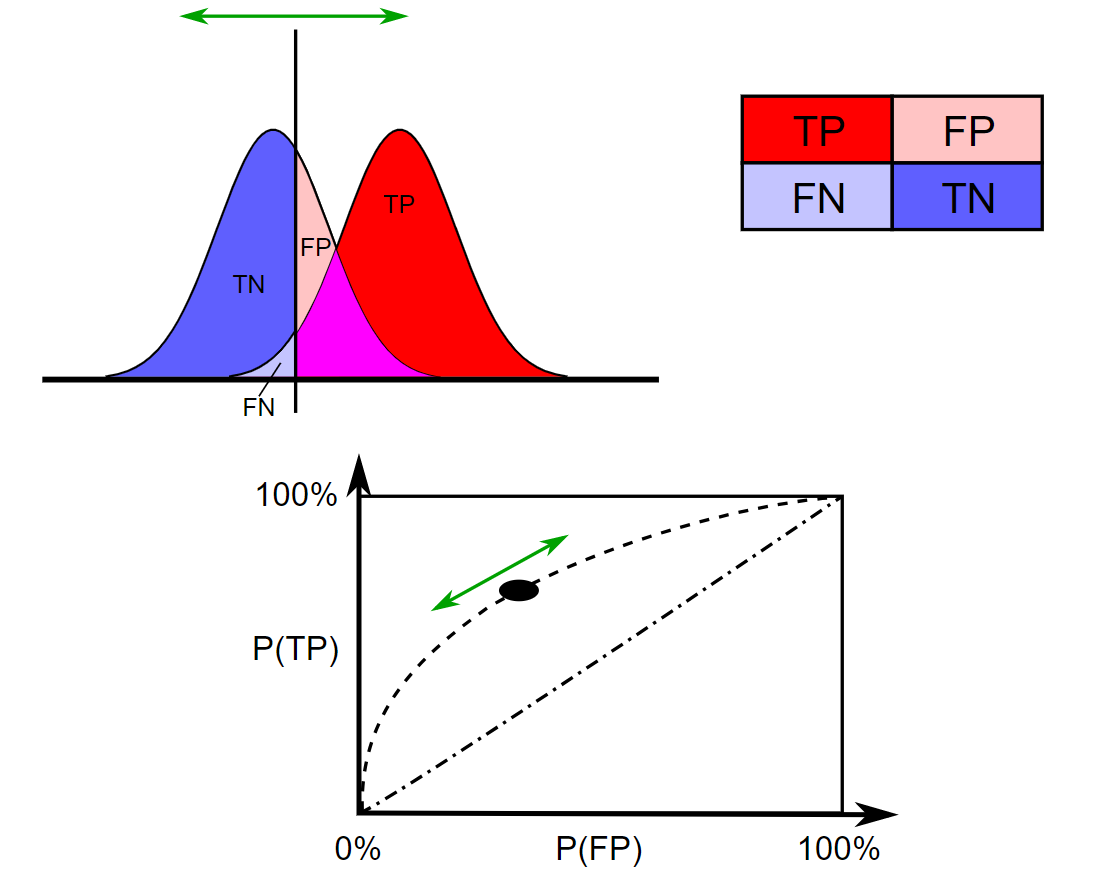 TP FP
FN TN
TP
FP
TN
FN
100%
P(TP)
0% P(FP) 100%